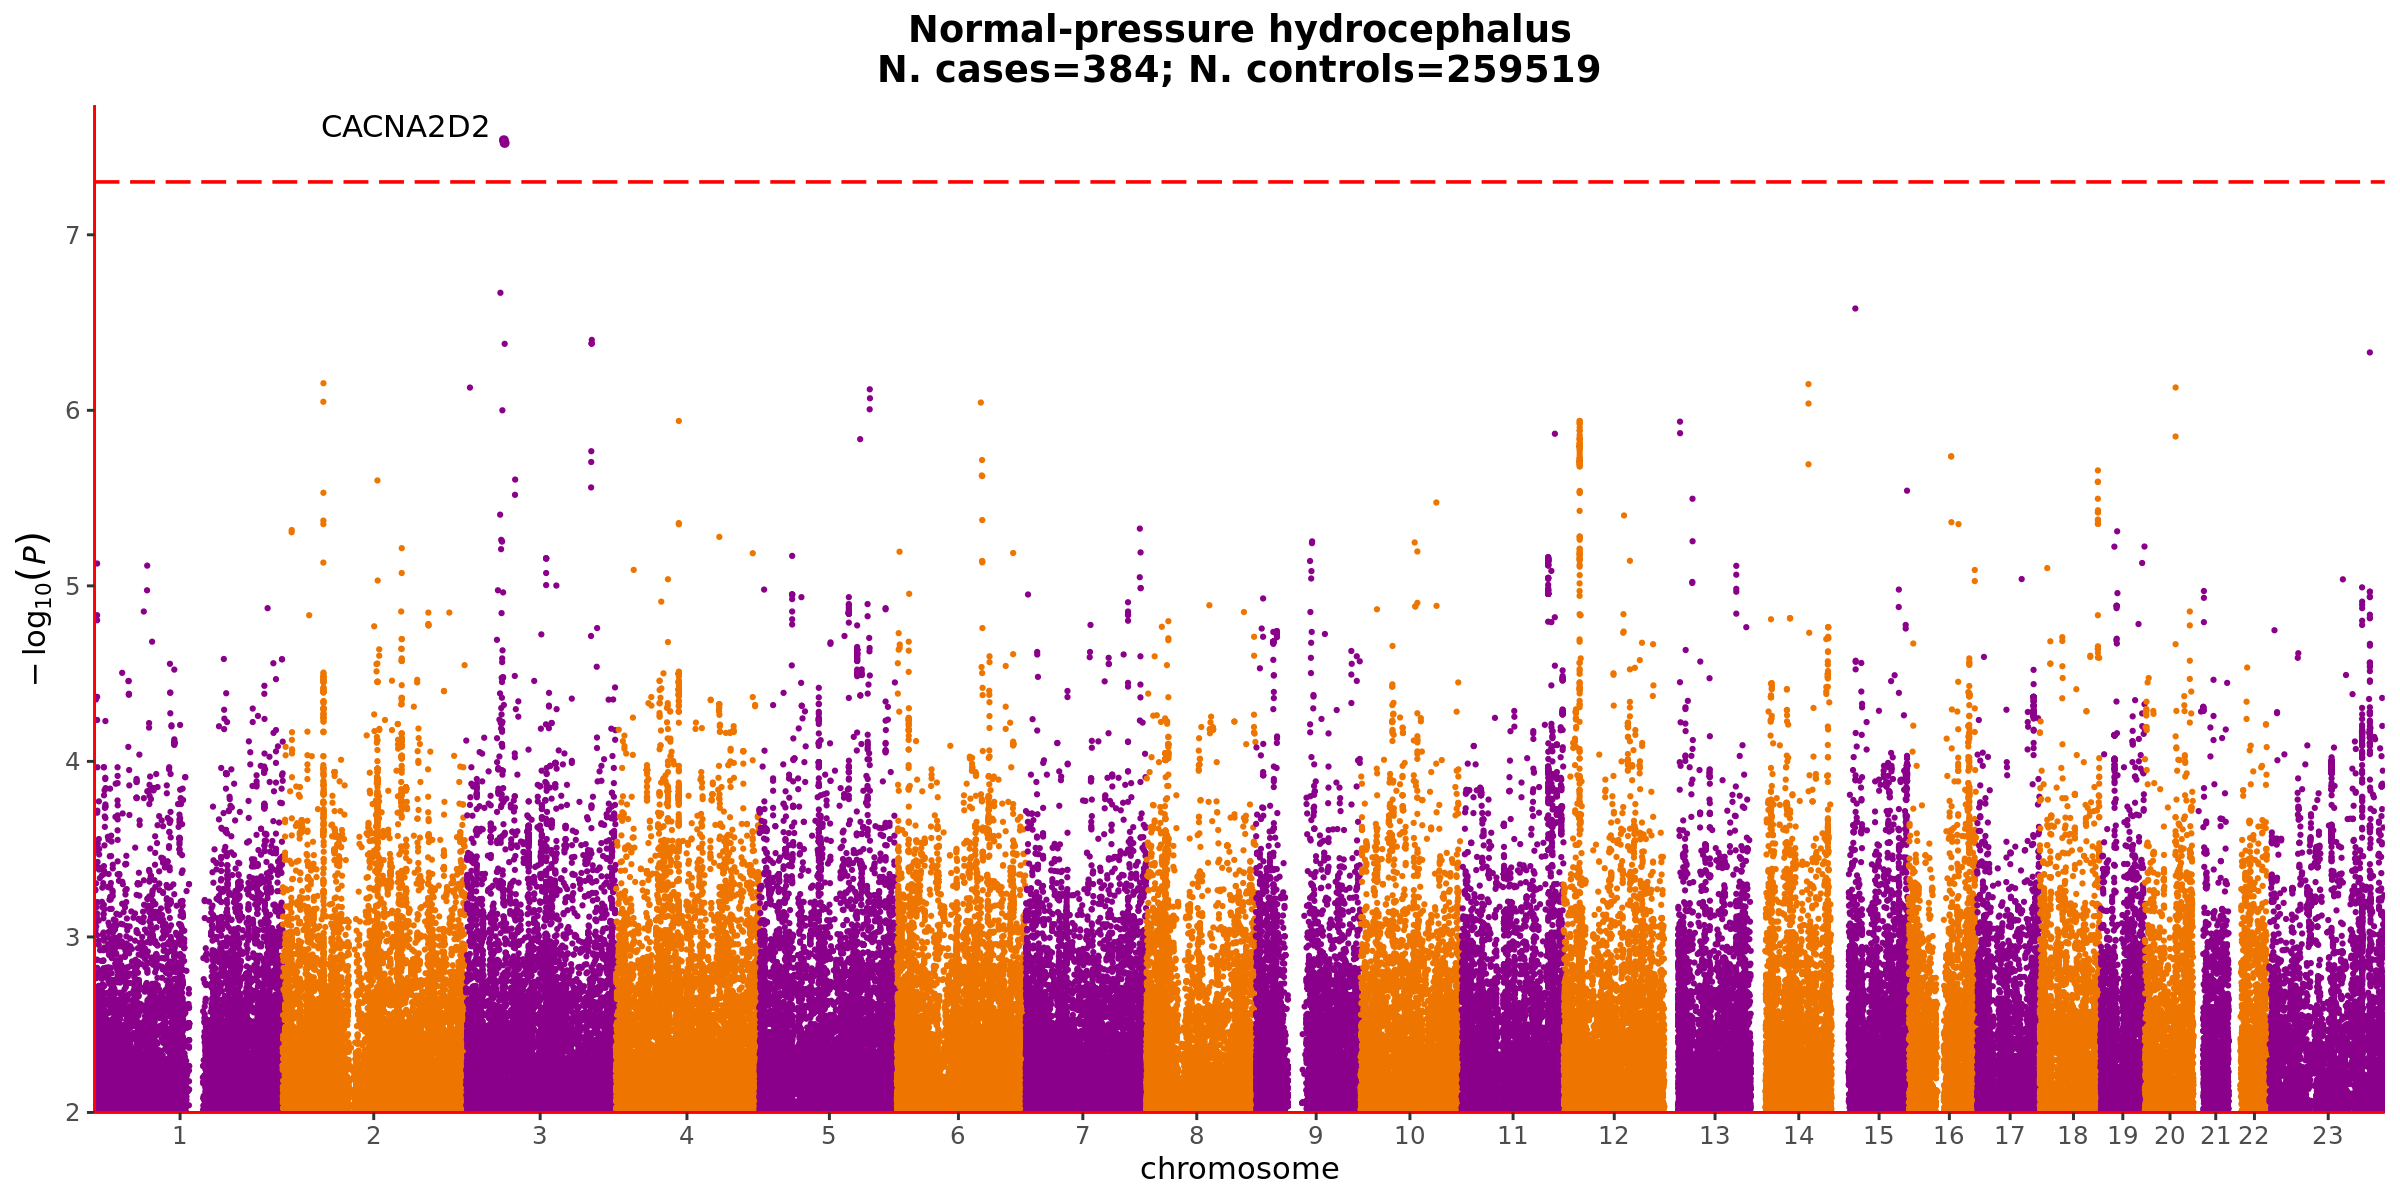 Normal-pressure hydrocephalus
N. cases=384; N. controls=259519
CACNA2D2
7
6
5
4
3
2
−log₁₀(P)
1 2 3 4 5 6 7 8 9 10 11 12 13 14 15 16 17 18 19 20 21 22 23
chromosome